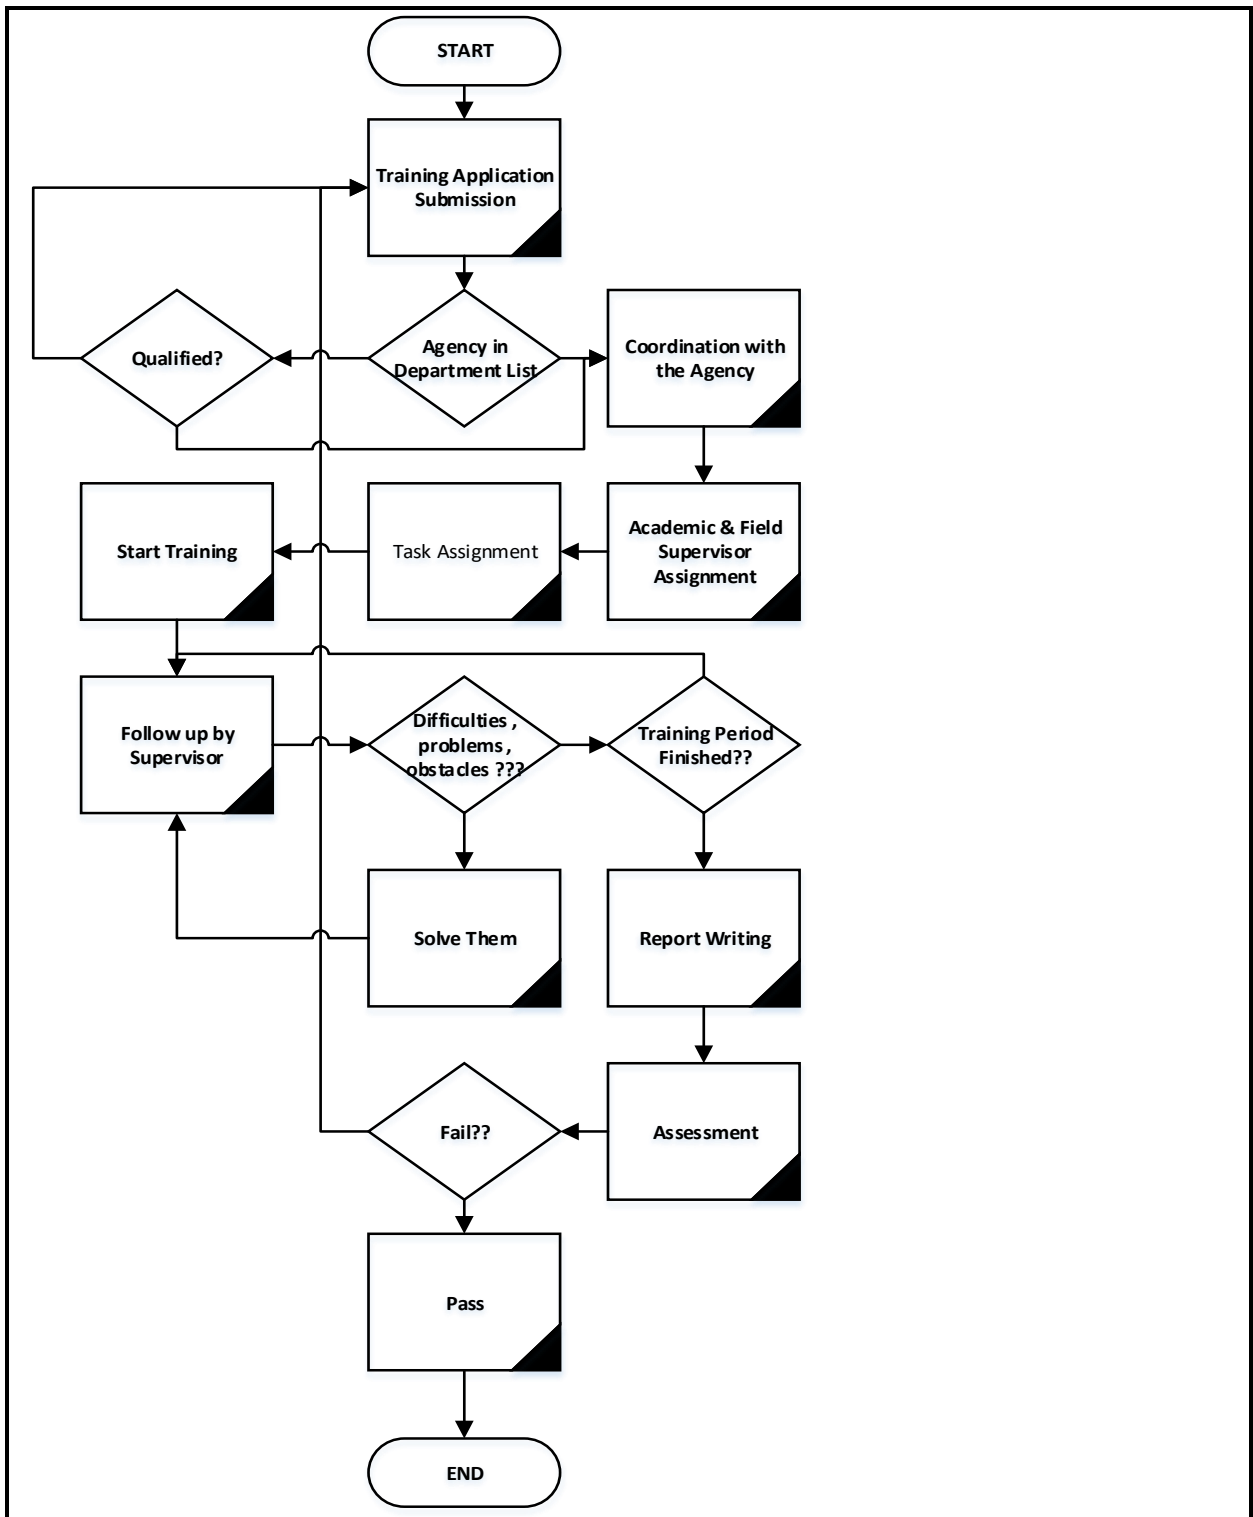 START
Training Application
Submission
Qualified?
Agency in
Department List
Coordination with
the Agency
Start Training
Task Assignment
Academic & Field
Supervisor
Assignment
Follow up by
Supervisor
Difficulties ,
problems ,
obstacles ???
Training Period
Finished??
Solve Them
Report Writing
Fail??
Assessment
Pass
END